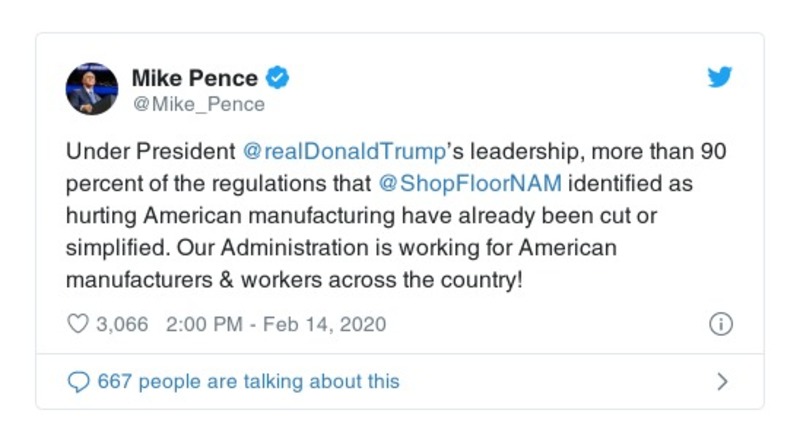 Mike Pence
@Mike_Pence
Under President @realDonaldTrump's leadership, more than 90
percent of the regulations that @ShopFloorNAM identified as
hurting American manufacturing have already been cut or
simplified. Our Administration is working for American
manufacturers & workers across the country!
3,066 2:00 PM - Feb 14, 2020
667 people are talking about this